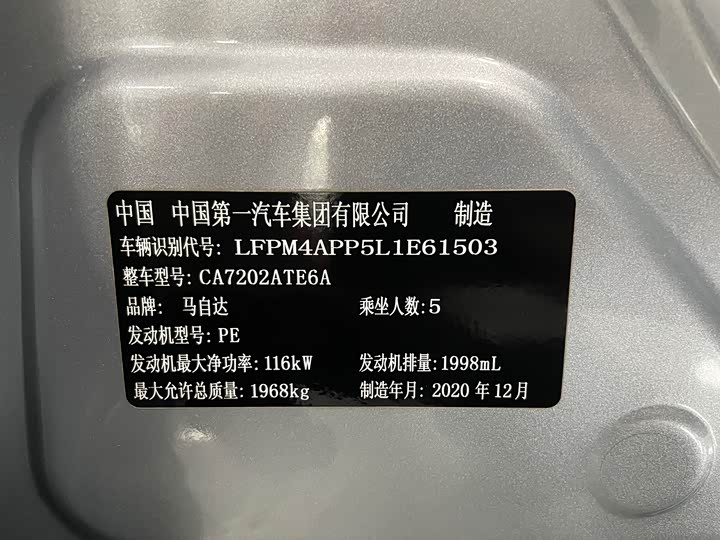 中国 中国第一汽车集团有限公司 制造
车辆识别代号: LFPM4APP5L1E61503
整车型号: CA7202ATE6A
品牌: 马自达 乘坐人数: 5
发动机型号: PE
发动机最大净功率: 116kW 发动机排量: 1998mL
最大允许总质量: 1968kg 制造年月: 2020 年 12 月